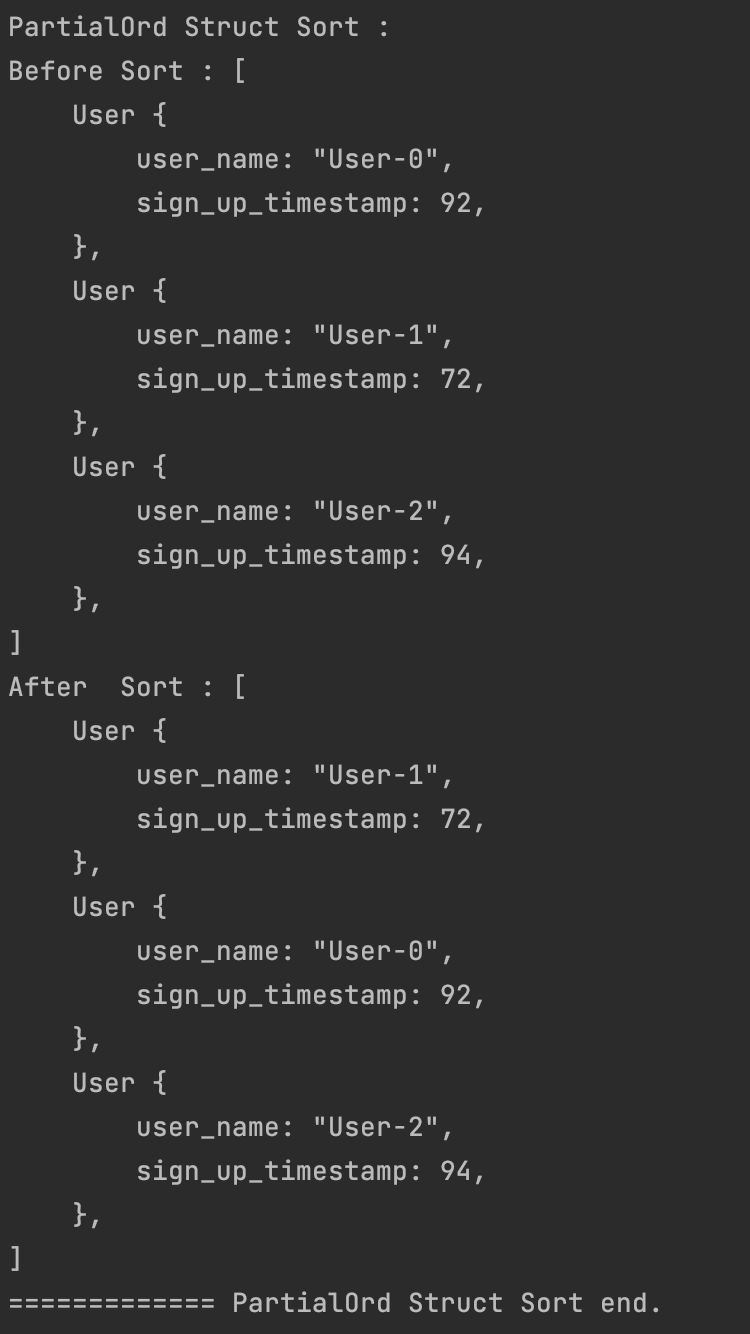 PartialOrd Struct Sort :
Before Sort : [
    User {
        user_name: "User-0",
        sign_up_timestamp: 92,
    },
    User {
        user_name: "User-1",
        sign_up_timestamp: 72,
    },
    User {
        user_name: "User-2",
        sign_up_timestamp: 94,
    },
]
After  Sort : [
    User {
        user_name: "User-1",
        sign_up_timestamp: 72,
    },
    User {
        user_name: "User-0",
        sign_up_timestamp: 92,
    },
    User {
        user_name: "User-2",
        sign_up_timestamp: 94,
    },
]
============= PartialOrd Struct Sort end.